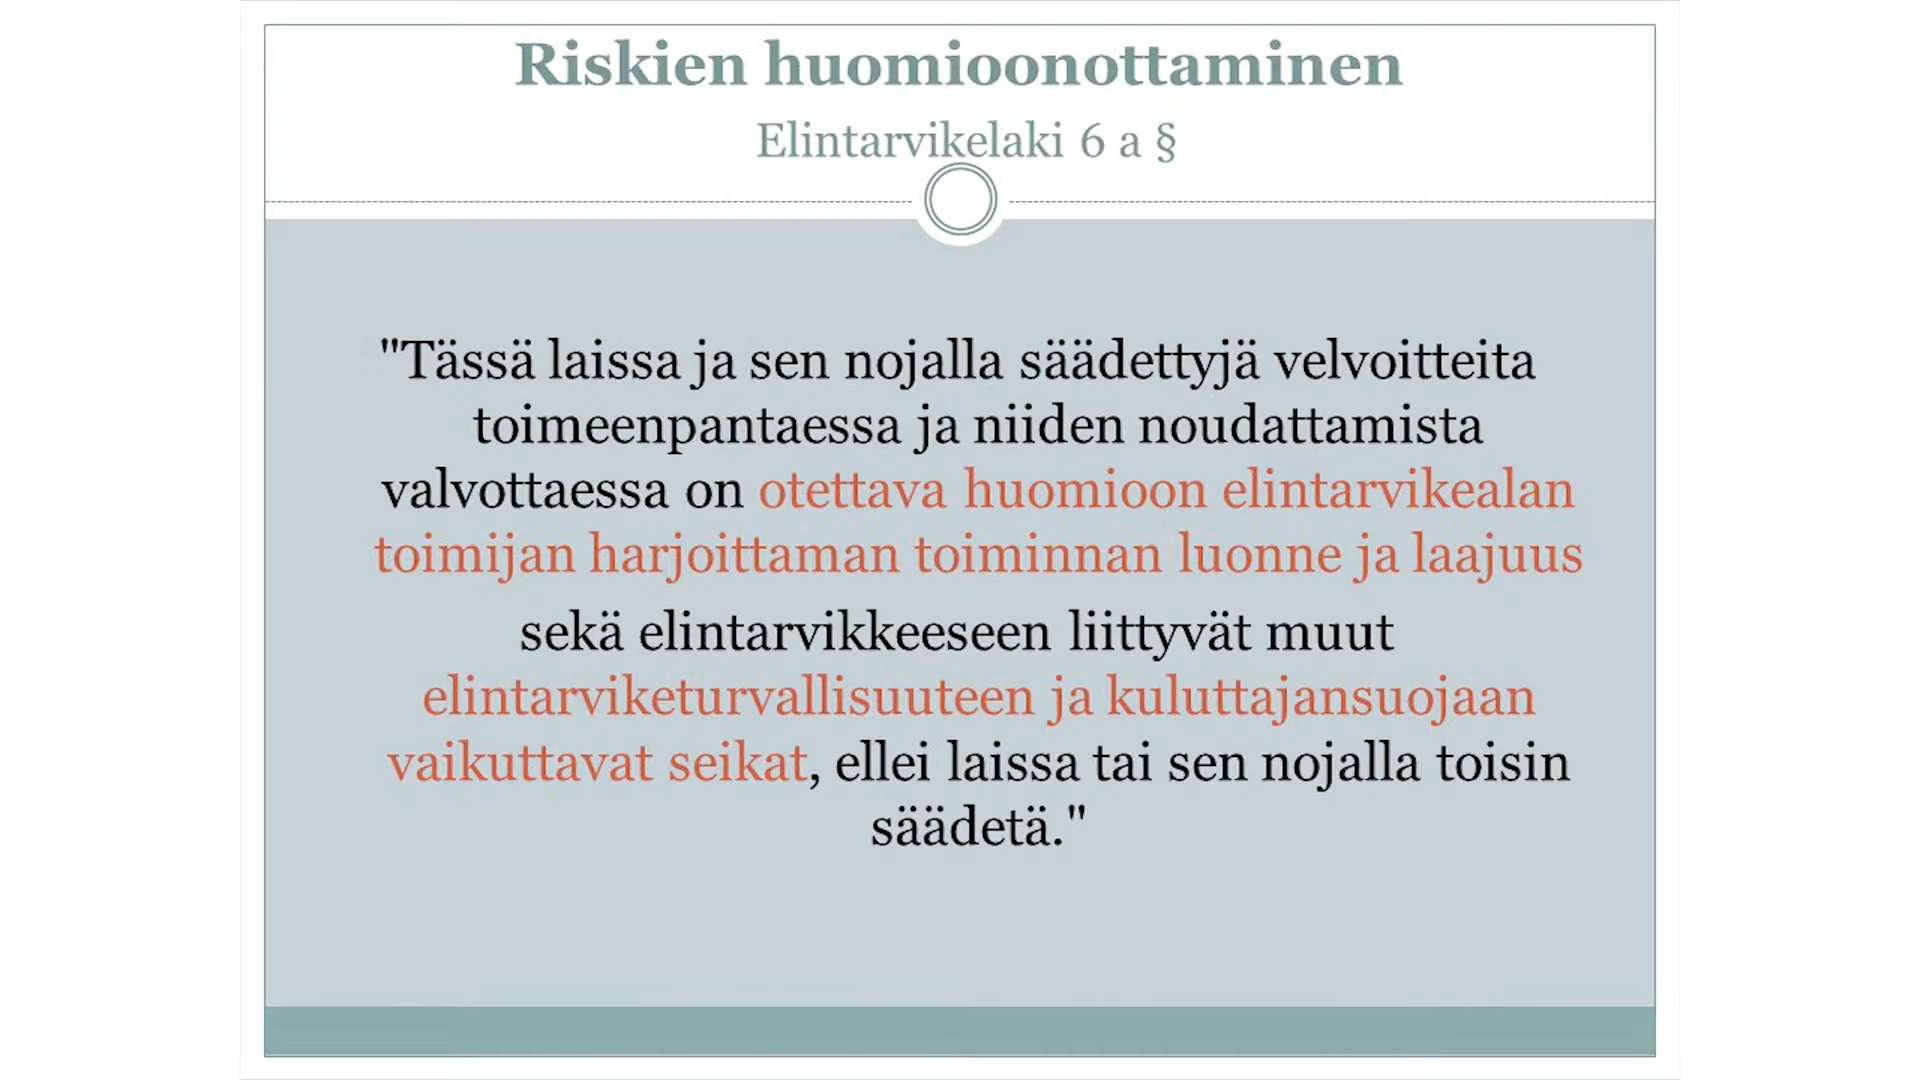 Riskien huomioonottaminen
Elintarvikelaki 6 a §
"Tässä laissa ja sen nojalla säädettyjä velvoitteita
toimeenpantaessa ja niiden noudattamista
valvottaessa on otettava huomioon elintarvikealan
toimijan harjoittaman toiminnan luonne ja laajuus
sekä elintarvikkeeseen liittyvät muut
elintarviketurvallisuuteen ja kuluttajansuojaan
vaikuttavat seikat, ellei laissa tai sen nojalla toisin
säädetä."